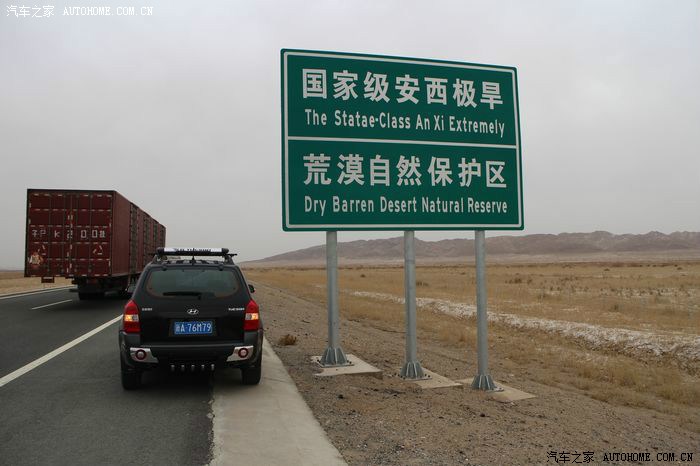 汽车之家 AUTOHOME.COM.CN
国家级安西极旱
The Statae-Class An Xi Extremely
荒漠自然保护区
Dry Barren Desert Natural Reserve
A·76M79
汽车之家 AUTOHOME.COM.CN